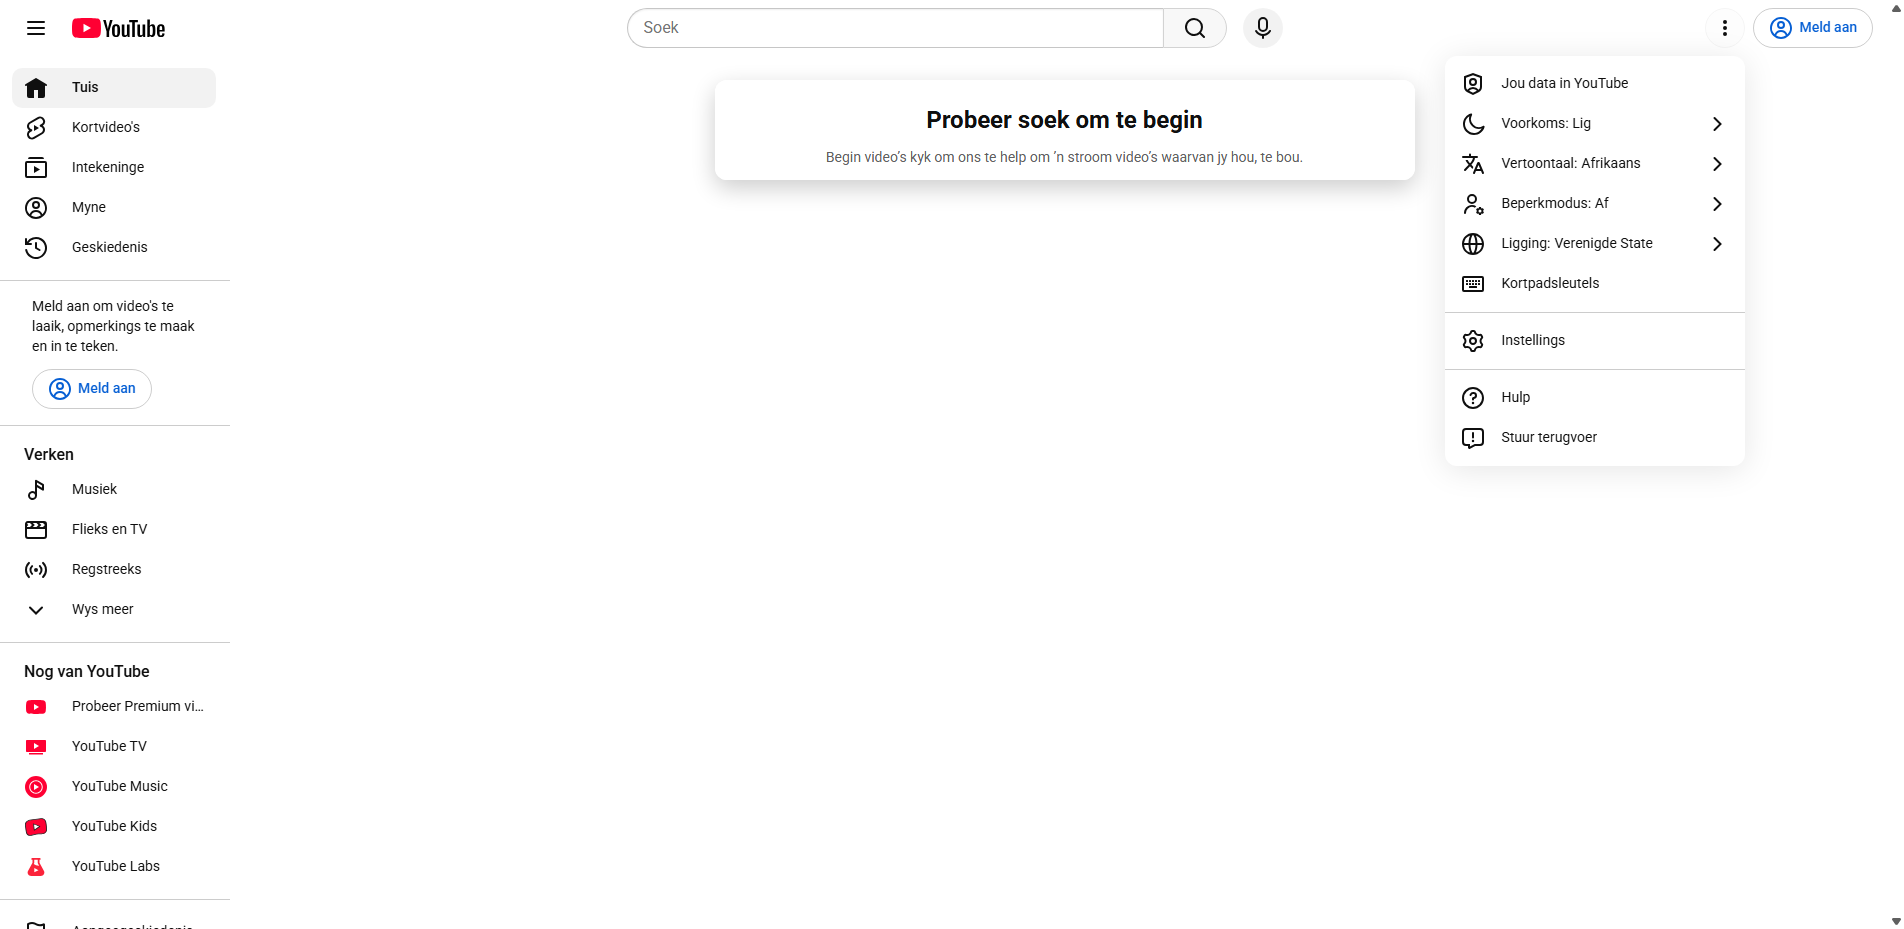 YouTube
Soek
Meld aan
Tuis
Kortvideo's
Intekeninge
Myne
Geskiedenis
Meld aan om video's te
laaik, opmerkings te maak
en in te teken.
Meld aan
Verken
Musiek
Flieks en TV
Regstreeks
Wys meer
Nog van YouTube
Probeer Premium vi...
YouTube TV
YouTube Music
YouTube Kids
YouTube Labs
Probeer soek om te begin
Begin video’s kyk om ons te help om ’n stroom video’s waarvan jy hou, te bou.
Jou data in YouTube
Voorkoms: Lig
Vertoontaal: Afrikaans
Beperkmodus: Af
Ligging: Verenigde State
Kortpadsleutels
Instellings
Hulp
Stuur terugvoer